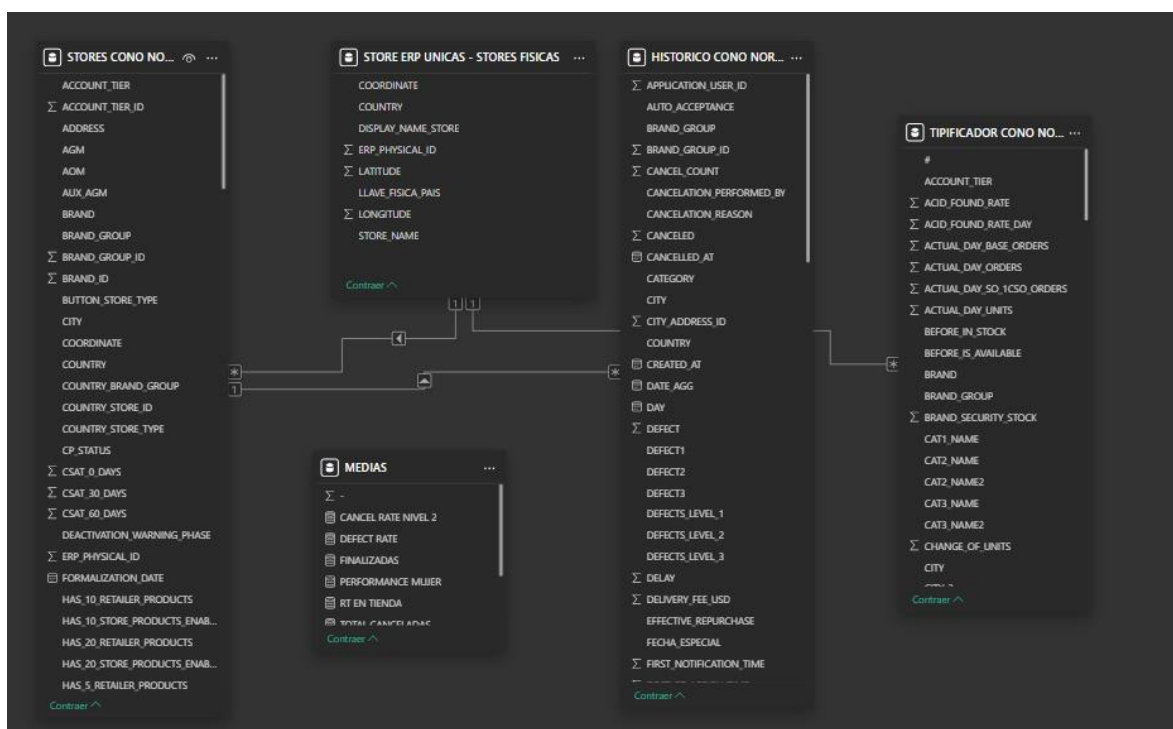 STORES CONO NO... ...
ACCOUNT_TIER
∑ ACCOUNT_TIER_ID
ADDRESS
AGM
AOM
AUX_AGM
BRAND
BRAND_GROUP
∑ BRAND_GROUP_ID
∑ BRAND_ID
BUTTON_STORE_TYPE
CITY
COORDINATE
COUNTRY
COUNTRY_BRAND_GROUP
COUNTRY_STORE_ID
COUNTRY_STORE_TYPE
CP_STATUS
∑ CSAT_0_DAYS
∑ CSAT_30_DAYS
∑ CSAT_60_DAYS
DEACTIVATION_WARNING_PHASE
∑ ERP_PHYSICAL_ID
FORMALIZATION_DATE
HAS_10_RETAILER_PRODUCTS
HAS_10_STORE_PRODUCTS_ENAB...
HAS_20_RETAILER_PRODUCTS
HAS_20_STORE_PRODUCTS_ENAB...
HAS_5_RETAILER_PRODUCTS
Contraer
STORE ERP UNICAS - STORES FISICAS ...
COORDINATE
COUNTRY
DISPLAY_NAME_STORE
∑ ERP_PHYSICAL_ID
∑ LATITUDE
LLAVE_FISICA_PAIS
∑ LONGITUDE
STORE_NAME
Contraer
1 1
*
1
MEDIAS ...
∑ -
CANCEL RATE NIVEL 2
DEFECT RATE
FINALIZADAS
PERFORMANCE MUJER
RT EN TIENDA
TOTAL CANCELADAS
Contraer
HISTORICO CONO NOR... ...
∑ APPLICATION_USER_ID
AUTO_ACCEPTANCE
BRAND_GROUP
∑ BRAND_GROUP_ID
∑ CANCEL_COUNT
CANCELATION_PERFORMED_BY
CANCELATION_REASON
∑ CANCELED
CANCELLED_AT
CATEGORY
CITY
∑ CITY_ADDRESS_ID
COUNTRY
CREATED_AT
DATE_AGG
DAY
∑ DEFECT
DEFECT1
DEFECT2
DEFECT3
DEFECTS_LEVEL_1
DEFECTS_LEVEL_2
DEFECTS_LEVEL_3
∑ DELAY
∑ DELIVERY_FEE_USD
EFFECTIVE_REPURCHASE
FECHA_ESPECIAL
∑ FIRST_NOTIFICATION_TIME
Contraer
*
*
TIPIFICADOR CONO NO... ...
#
ACCOUNT_TIER
∑ ACID_FOUND_RATE
∑ ACID_FOUND_RATE_DAY
∑ ACTUAL_DAY_BASE_ORDERS
∑ ACTUAL_DAY_ORDERS
∑ ACTUAL_DAY_SO_1CSO_ORDERS
∑ ACTUAL_DAY_UNITS
BEFORE_IN_STOCK
BEFORE_IS_AVAILABLE
BRAND
BRAND_GROUP
∑ BRAND_SECURITY_STOCK
CAT1_NAME
CAT2_NAME
CAT2_NAME2
CAT3_NAME
CAT3_NAME2
∑ CHANGE_OF_UNITS
CITY
Contraer